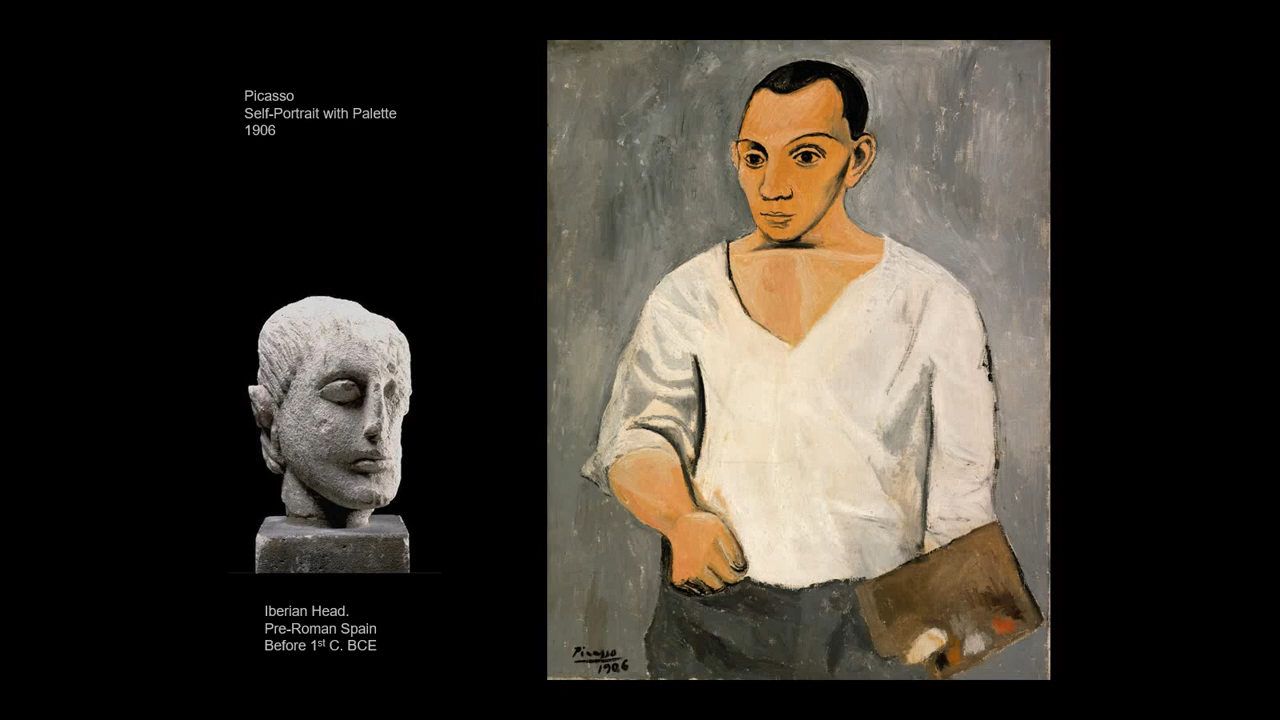 Picasso
Self-Portrait with Palette
1906
Iberian Head.
Pre-Roman Spain
Before 1st C. BCE
Picasso
1906